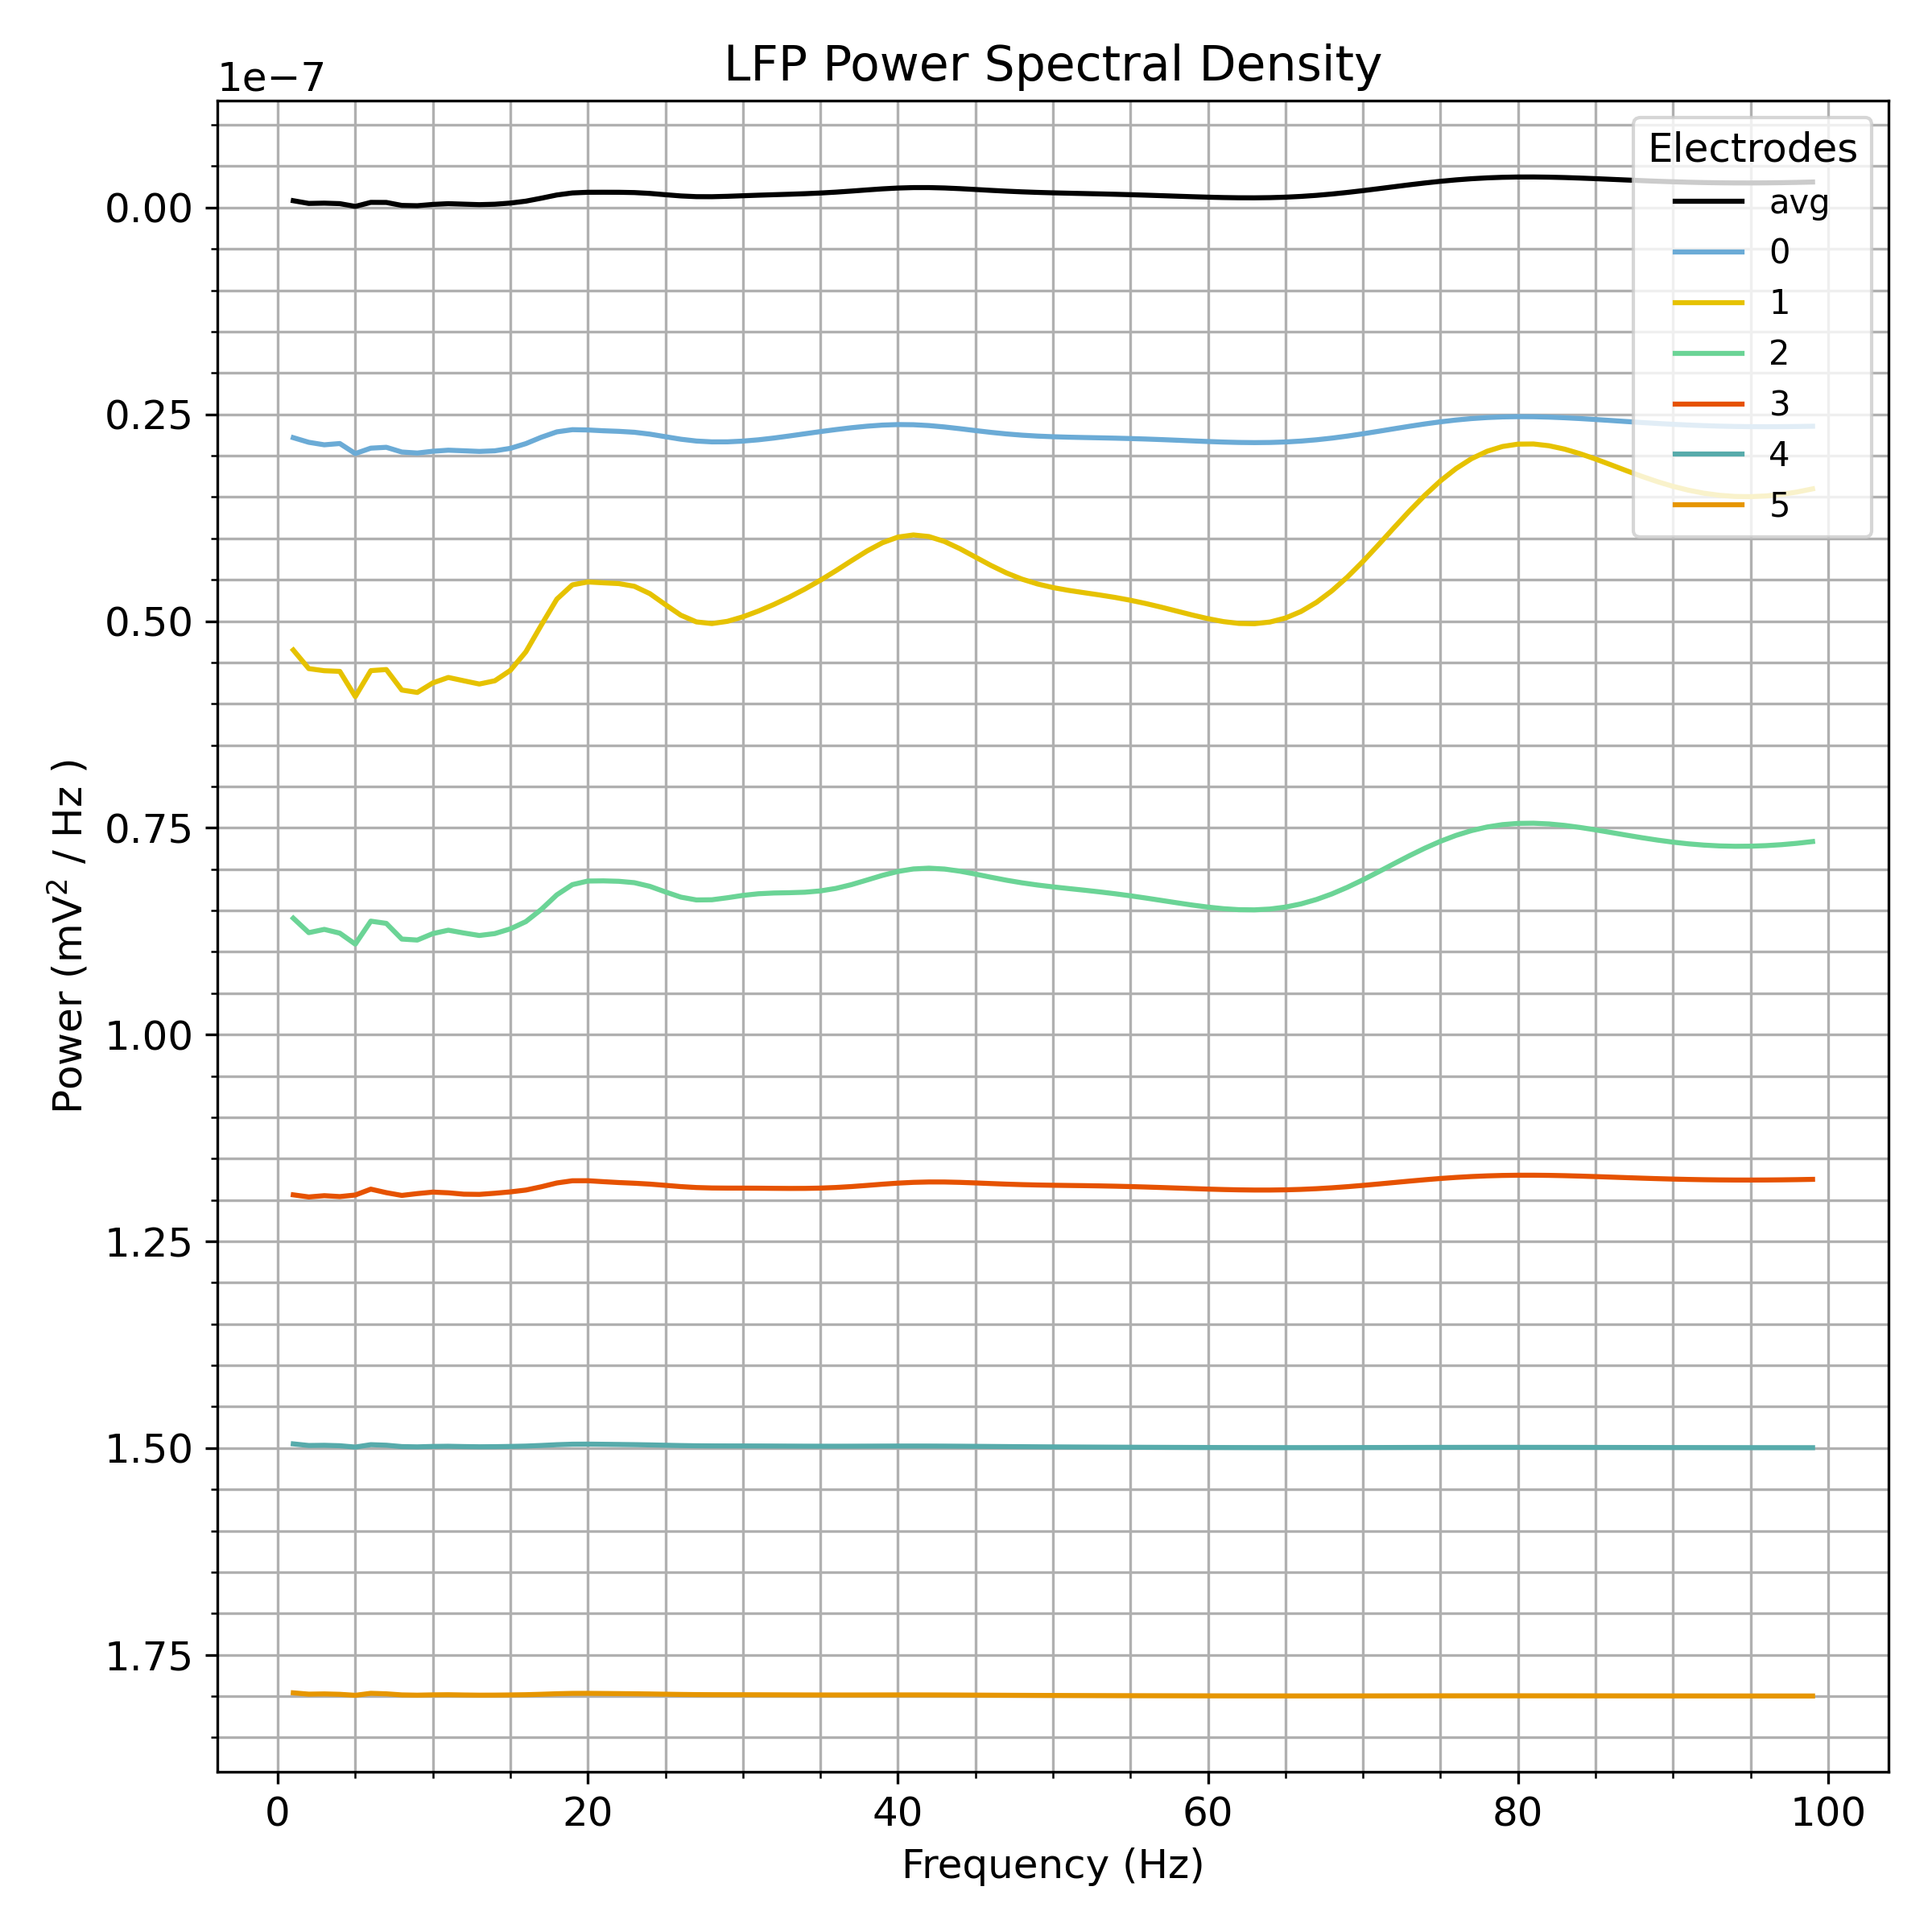 LFP Power Spectral Density
1e−7
0.00
0.25
0.50
0.75
1.00
1.25
1.50
1.75
Power (mV² / Hz )
Electrodes
avg
0
1
2
3
4
5
0 20 40 60 80 100
Frequency (Hz)